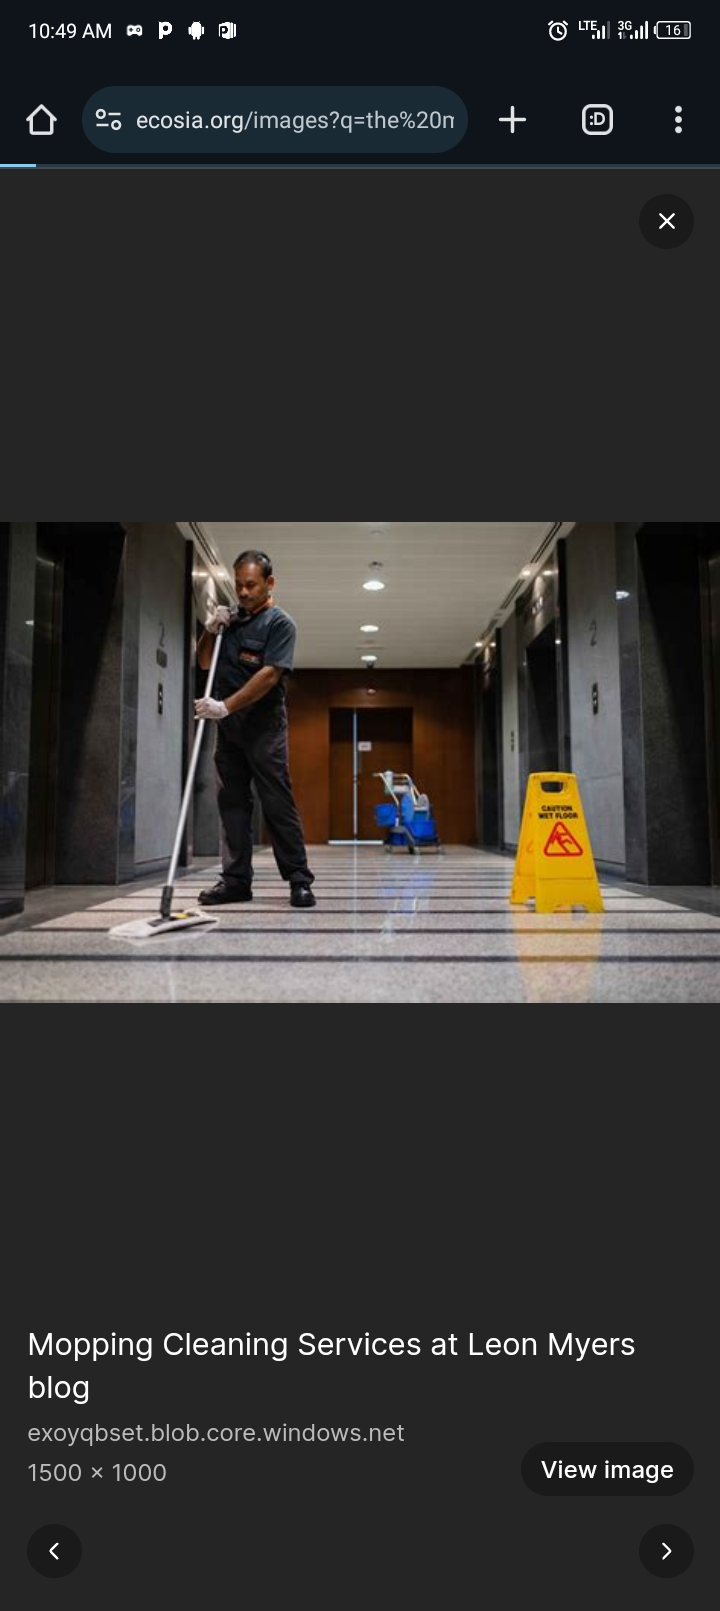 10:49 AM
LTE
3G
16
ecosia.org/images?q=the%20m
:D
2
2
CAUTION
WET FLOOR
Mopping Cleaning Services at Leon Myers
blog
exoyqbset.blob.core.windows.net
1500 × 1000
View image